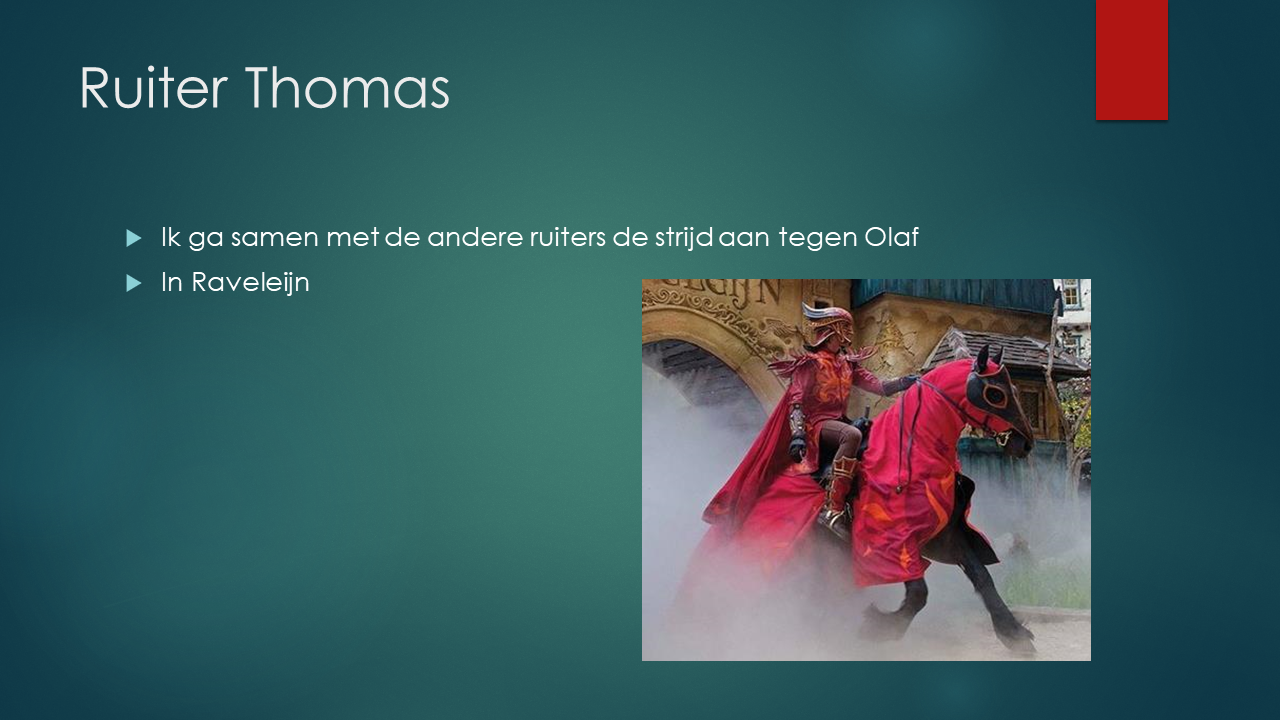 Ruiter Thomas
Ik ga samen met de andere ruiters de strijd aan tegen Olaf
In Raveleijn